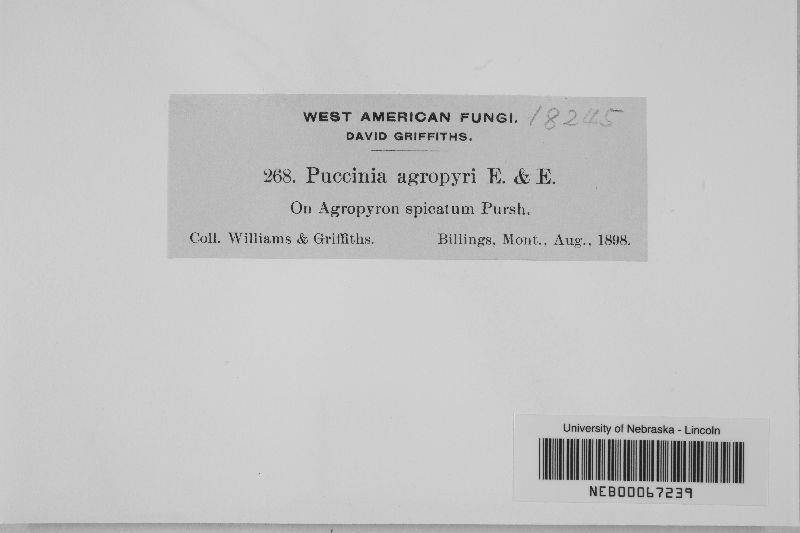 WEST AMERICAN FUNGI. 18245
DAVID GRIFFITHS.
268. Puccinia agropyri E. & E.
On Agropyron spicatum Pursh.
Coll. Williams & Griffiths. Billings, Mont., Aug., 1898.
University of Nebraska - Lincoln
NEB00067239